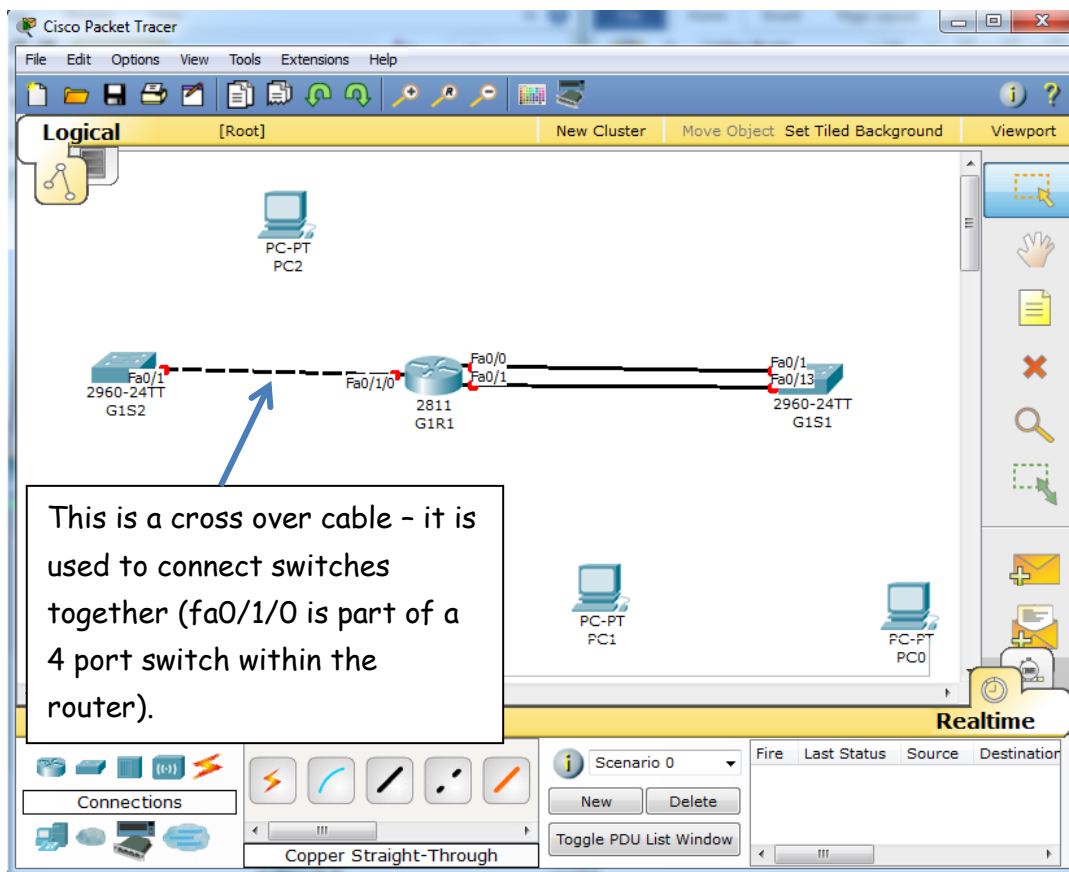 Cisco Packet Tracer
File Edit Options View Tools Extensions Help
Logical [Root] New Cluster Move Object Set Tiled Background Viewport
PC-PT
PC2
Fa0/1
2960-24TT
G1S2
Fa0/1/0
Fa0/0
Fa0/1
2811
G1R1
Fa0/1
Fa0/13
2960-24TT
G1S1
This is a cross over cable – it is
used to connect switches
together (fa0/1/0 is part of a
4 port switch within the
router).
PC-PT
PC1
PC-PT
PC0
Realtime
Connections
Copper Straight-Through
Scenario 0
New Delete
Toggle PDU List Window
Fire Last Status Source Destination